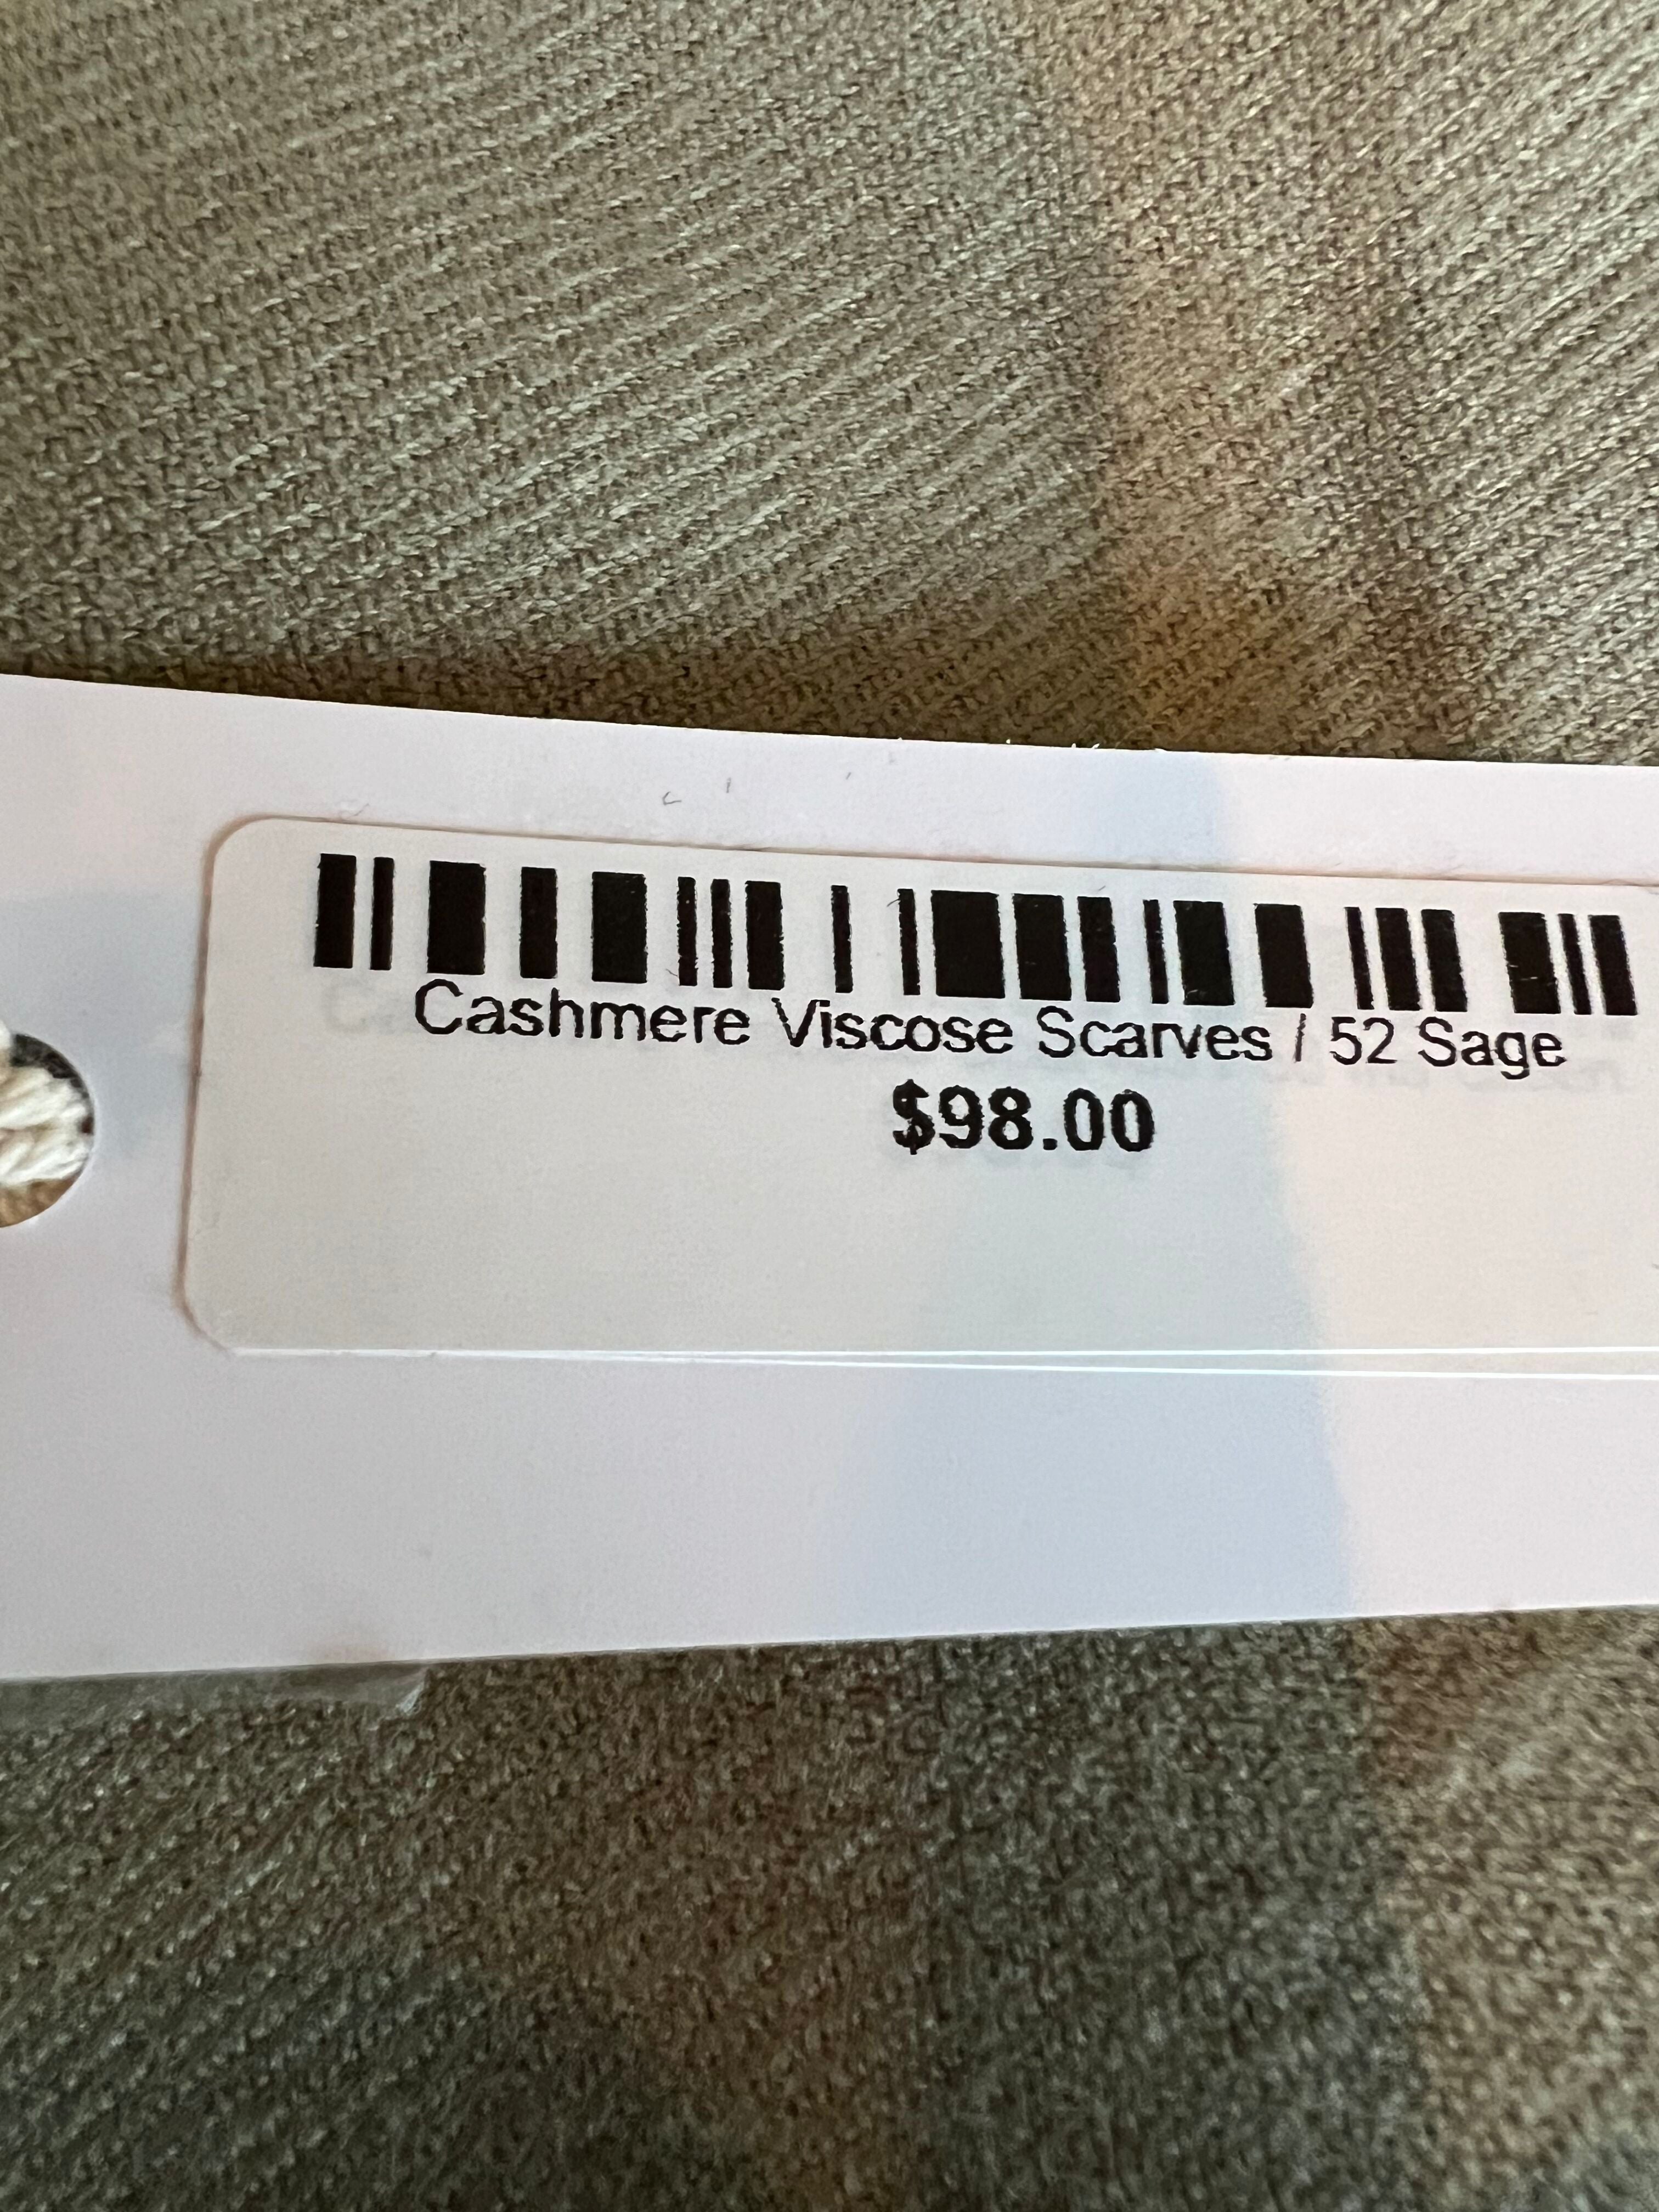 Cashmere Viscose Scarves / 52 Sage
$98.00